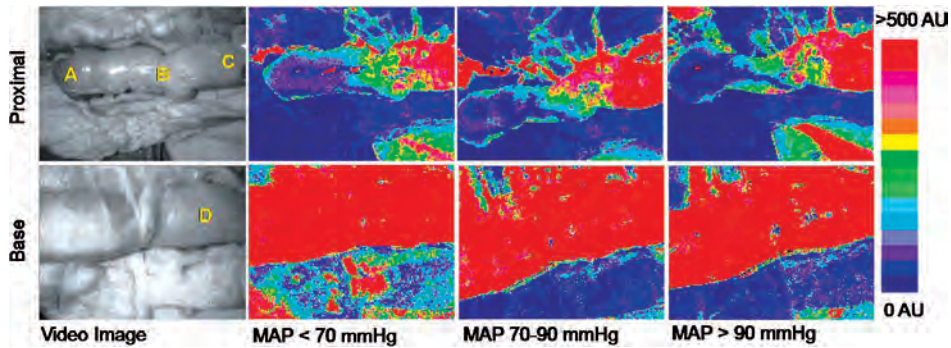 >500 AU
Proximal
A
B
C
Base
D
0 AU
Video Image
MAP < 70 mmHg
MAP 70-90 mmHg
MAP > 90 mmHg